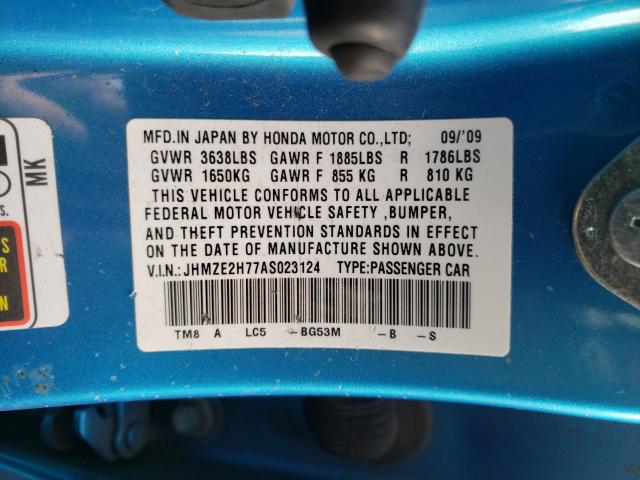 MFD.IN JAPAN BY HONDA MOTOR CO.,LTD; 09/'09
GVWR 3638LBS GAWR F 1885LBS R 1786LBS
GVWR 1650KG GAWR F 855 KG R 810 KG
THIS VEHICLE CONFORMS TO ALL APPLICABLE
FEDERAL MOTOR VEHICLE SAFETY ,BUMPER,
AND THEFT PREVENTION STANDARDS IN EFFECT
ON THE DATE OF MANUFACTURE SHOWN ABOVE.
V.I.N.: JHMZE2H77AS023124 TYPE:PASSENGER CAR
TM8 A LC5 -BG53M -B -S
MK